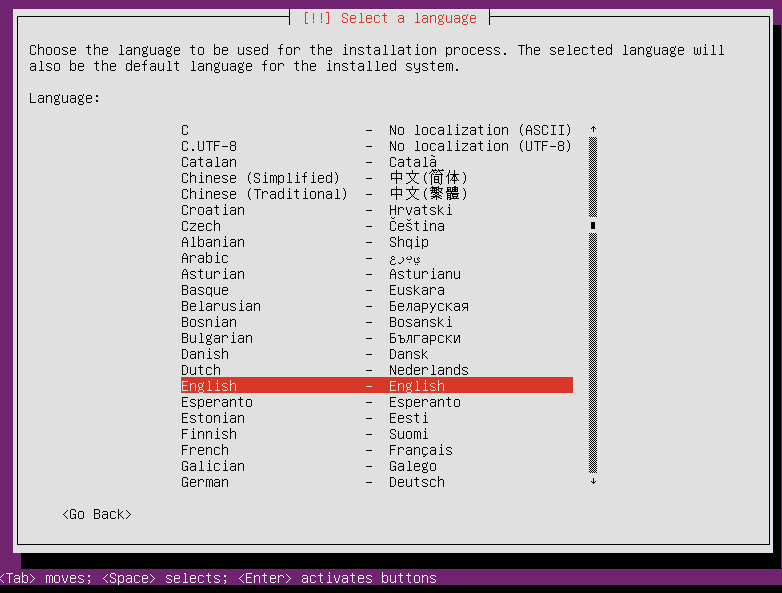 [!!] Select a language
Choose the language to be used for the installation process. The selected language will
also be the default language for the installed system.
Language:
C - No localization (ASCII) ↑
C.UTF-8 - No localization (UTF-8)
Catalan - Català
Chinese (Simplified) - 中文(简体)
Chinese (Traditional) - 中文(繁體)
Croatian - Hrvatski
Czech - Čeština
Albanian - Shqip
Arabic - عربي
Asturian - Asturianu
Basque - Euskara
Belarusian - Беларуская
Bosnian - Bosanski
Bulgarian - Български
Danish - Dansk
Dutch - Nederlands
English - English
Esperanto - Esperanto
Estonian - Eesti
Finnish - Suomi
French - Français
Galician - Galego
German - Deutsch ↓
<Go Back>
<Tab> moves; <Space> selects; <Enter> activates buttons